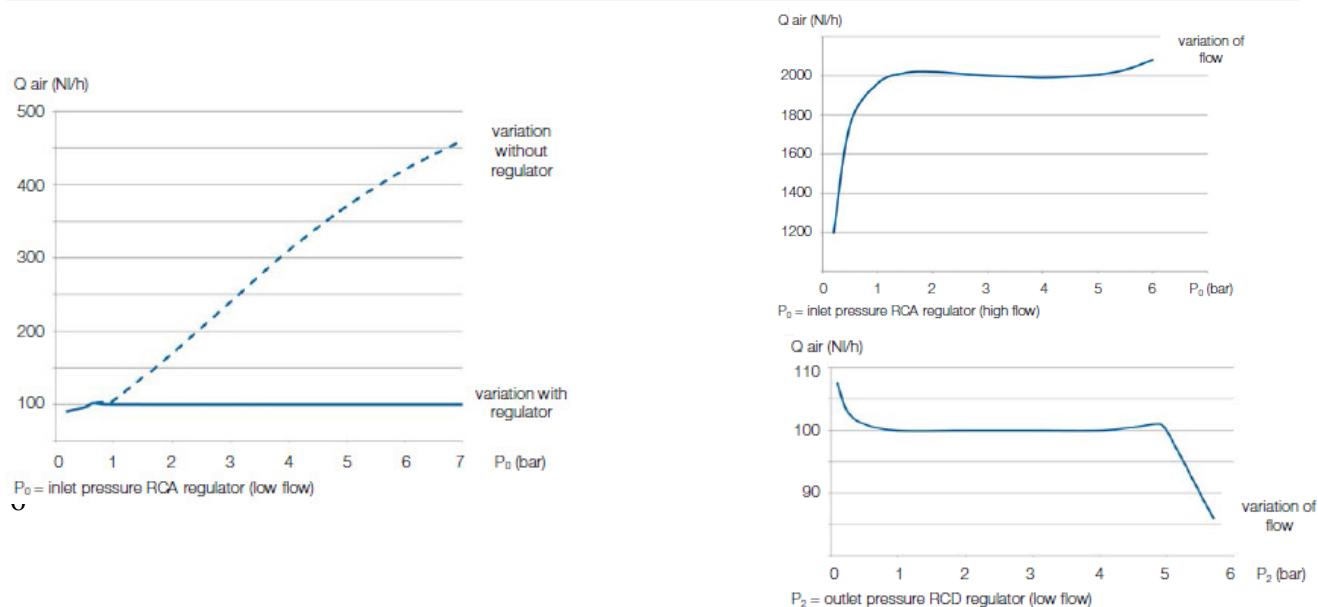 Q air (Nl/h)
500
400
300
200
100
0 1 2 3 4 5 6 7 P₀ (bar)
variation
without
regulator
variation with
regulator
P₀ = inlet pressure RCA regulator (low flow)
Q air (Nl/h)
2000
1800
1600
1400
1200
0 1 2 3 4 5 6 P₀ (bar)
variation of
flow
P₀ = inlet pressure RCA regulator (high flow)
Q air (Nl/h)
110
100
90
0 1 2 3 4 5 6 P₂ (bar)
variation of
flow
P₂ = outlet pressure RCD regulator (low flow)